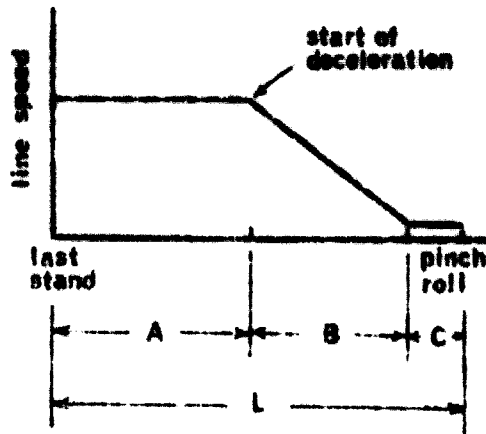 start of
deceleration
line speed
last
stand
pinch
roll
A
B
C
L